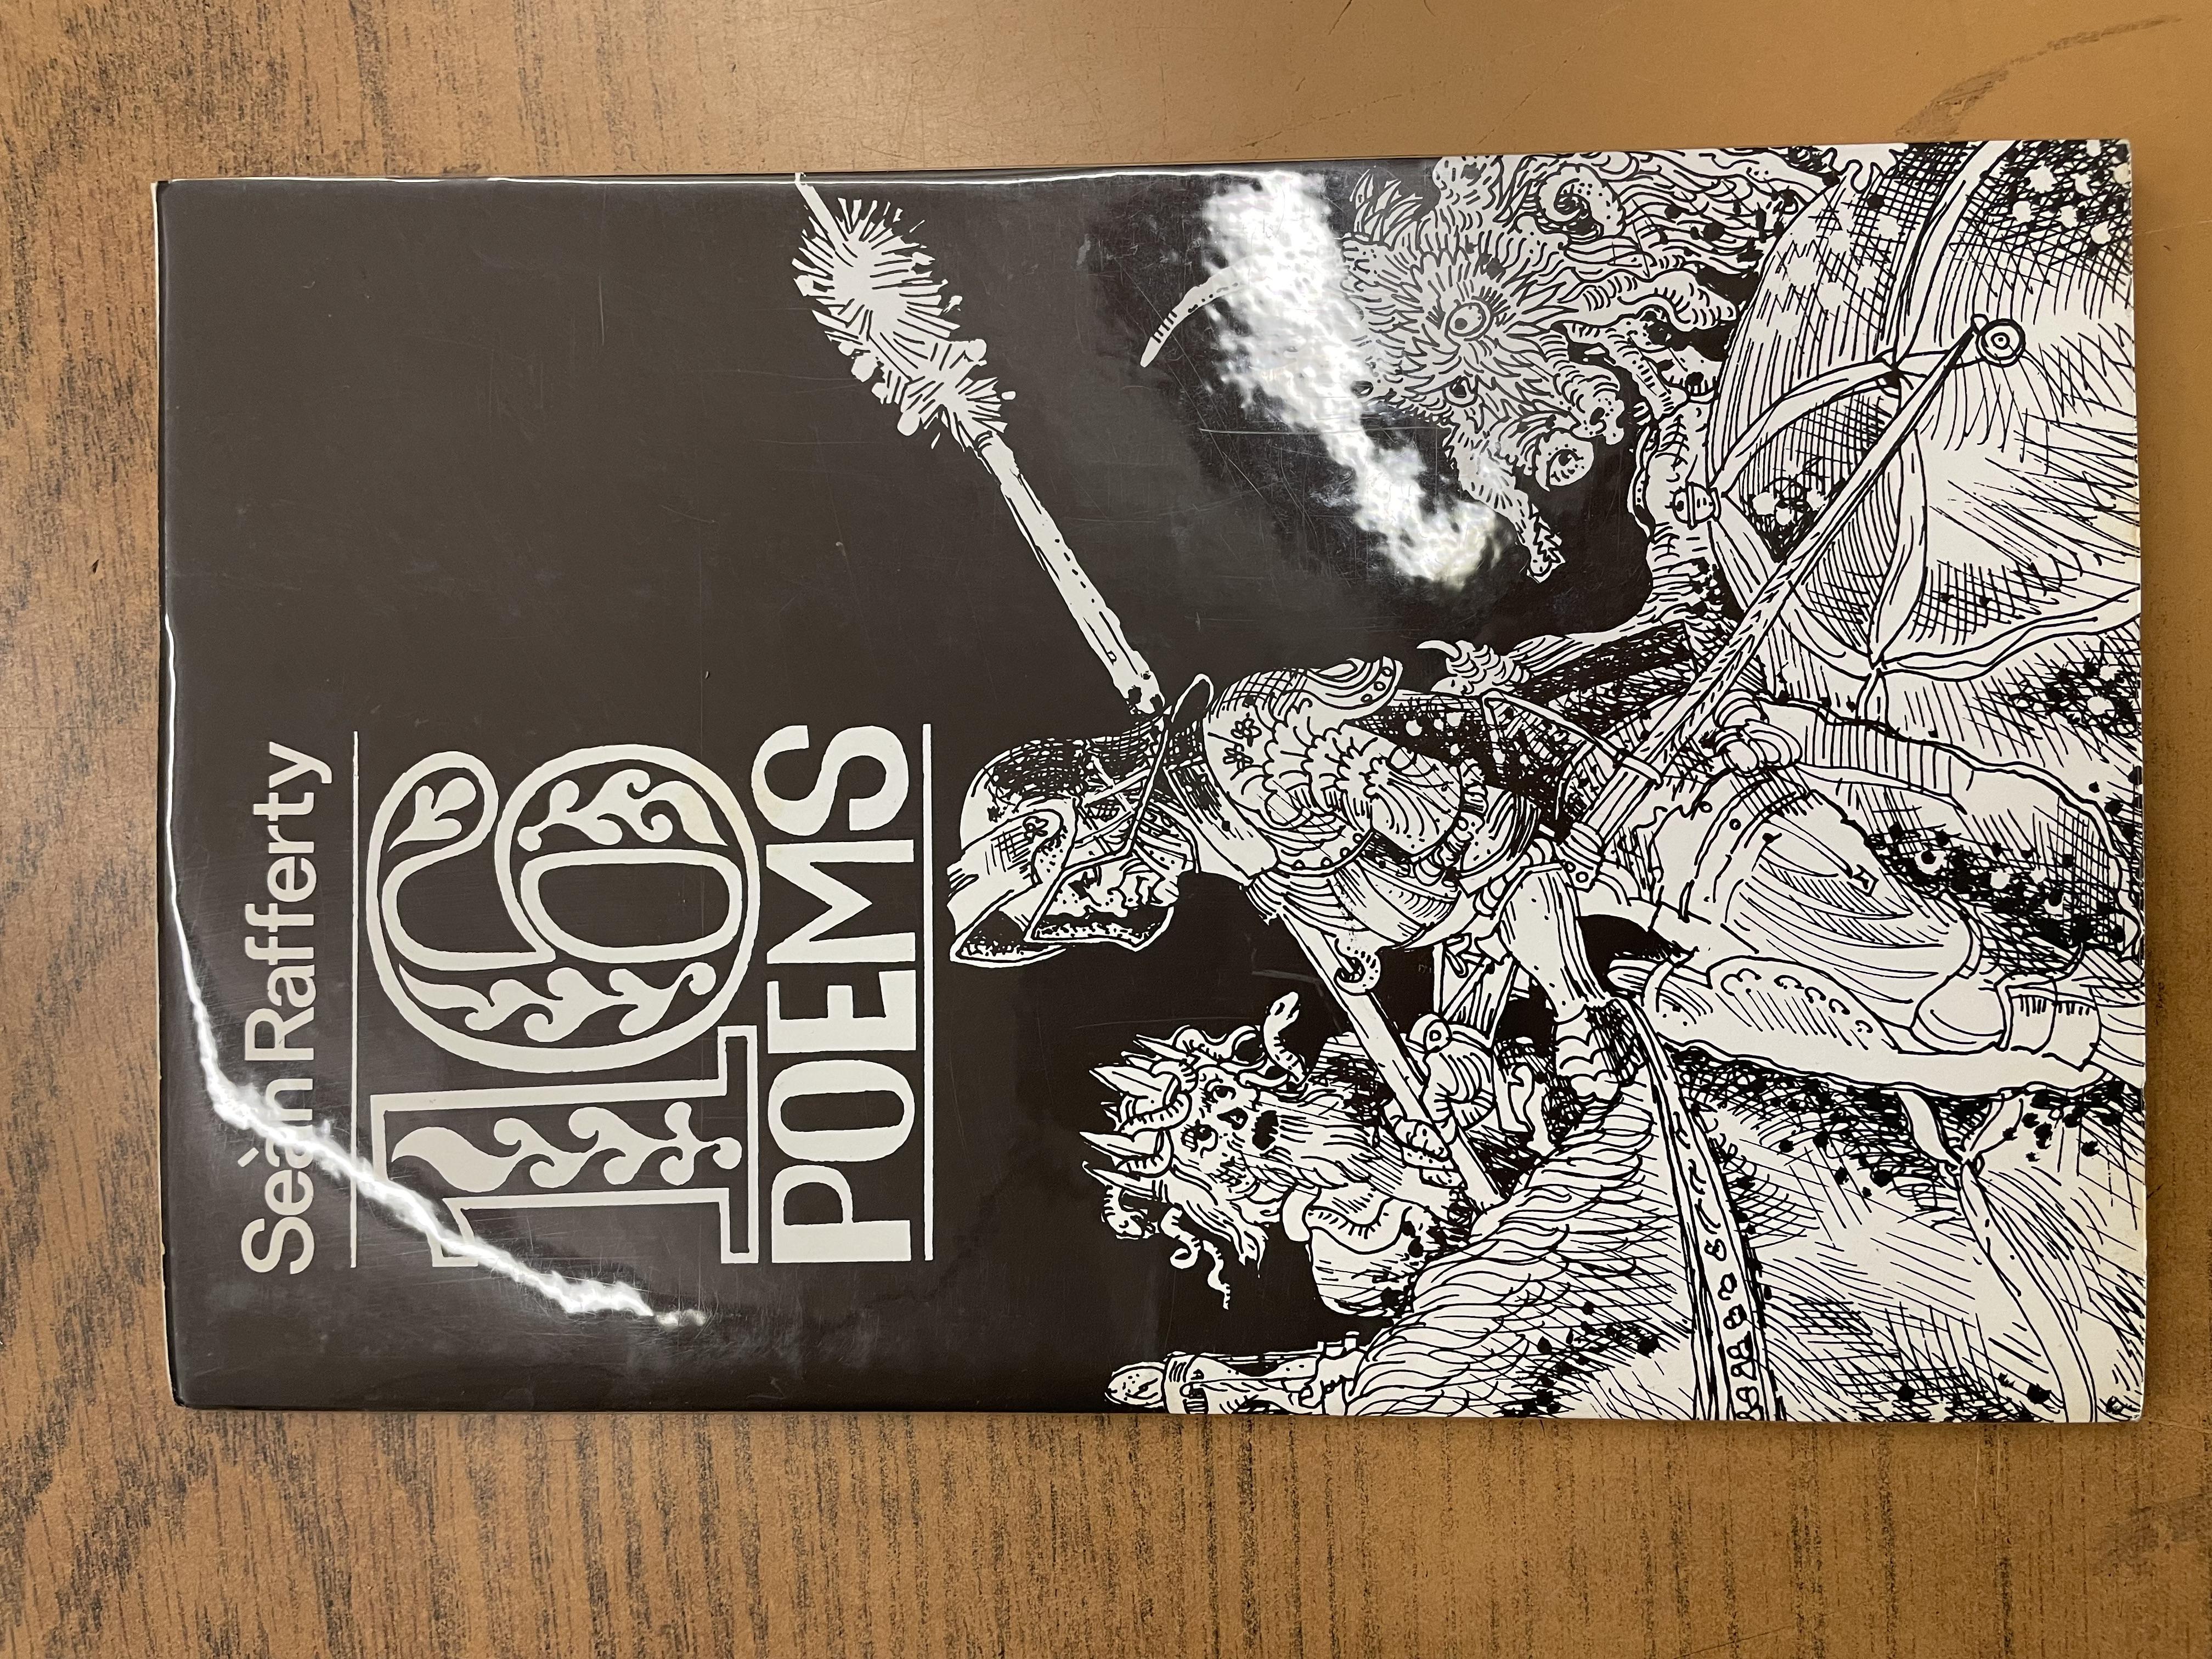 Seàn Rafferty
16
POEMS